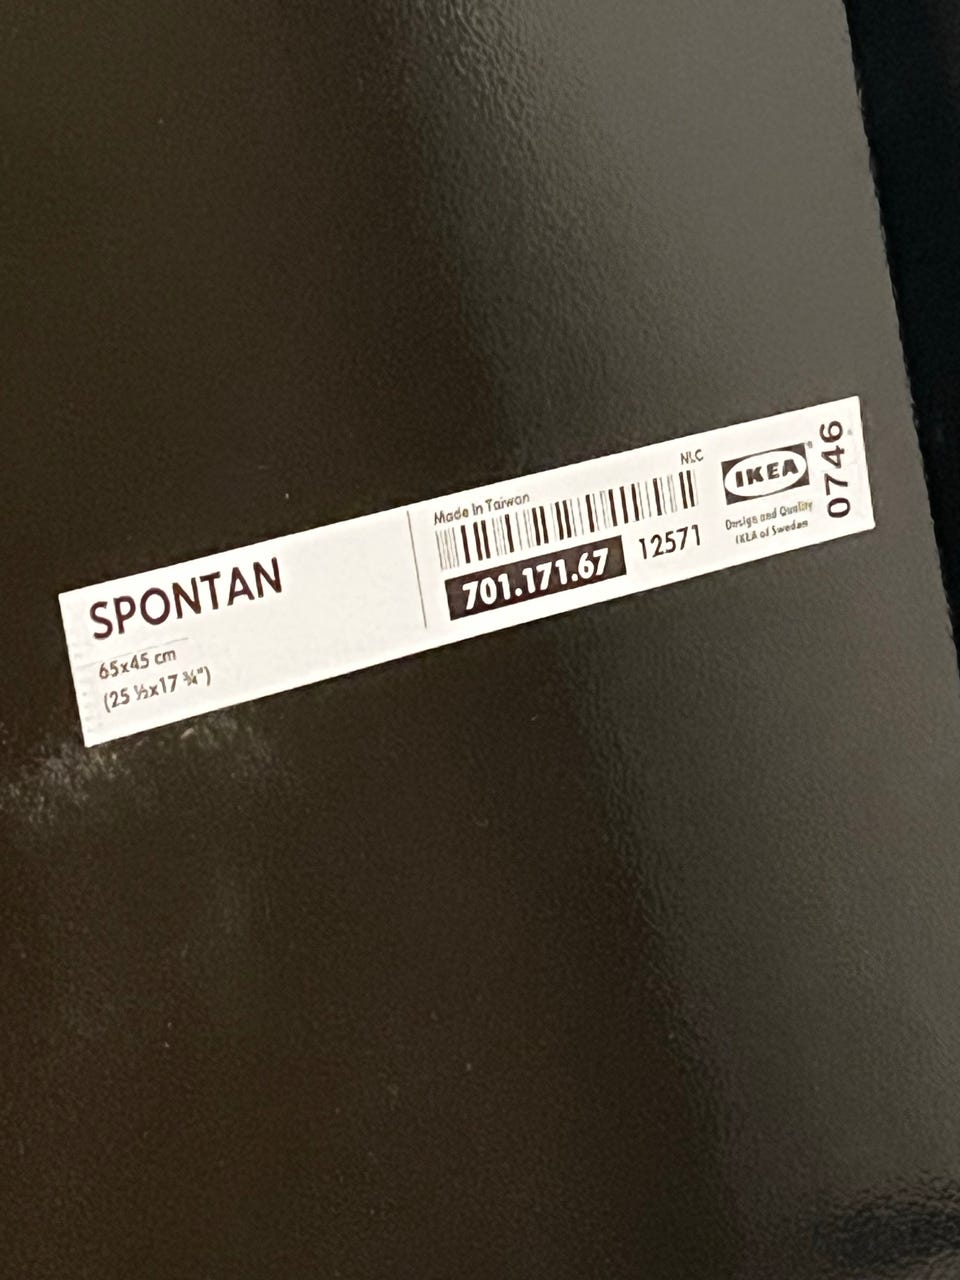 SPONTAN
65x45 cm
(25 ½x17 ¾")
Made In Taiwan
NLC
701.171.67
12571
IKEA®
Design and Quality
IKEA of Sweden
0746